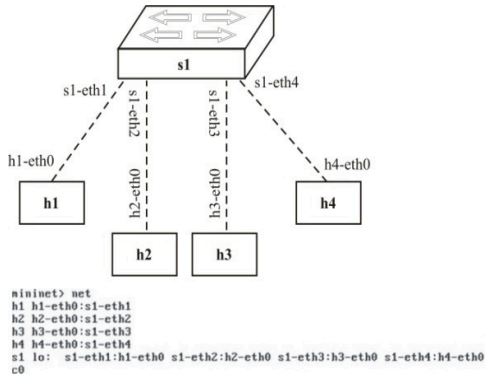 s1
s1-eth1
s1-eth2
s1-eth3
s1-eth4
h1-eth0
h2-eth0
h3-eth0
h4-eth0
h1
h2
h3
h4
mininet> net
h1 h1-eth0:s1-eth1
h2 h2-eth0:s1-eth2
h3 h3-eth0:s1-eth3
h4 h4-eth0:s1-eth4
s1 lo:  s1-eth1:h1-eth0 s1-eth2:h2-eth0 s1-eth3:h3-eth0 s1-eth4:h4-eth0
c0